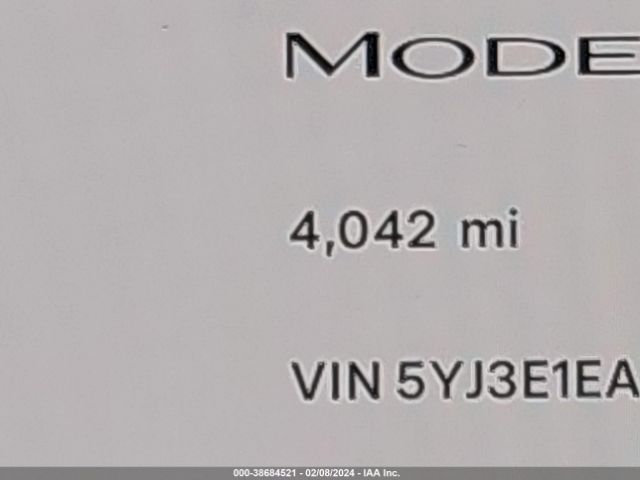 MODE
4,042 mi
VIN 5YJ3E1EA
000-38684521 - 02/08/2024 - IAA Inc.